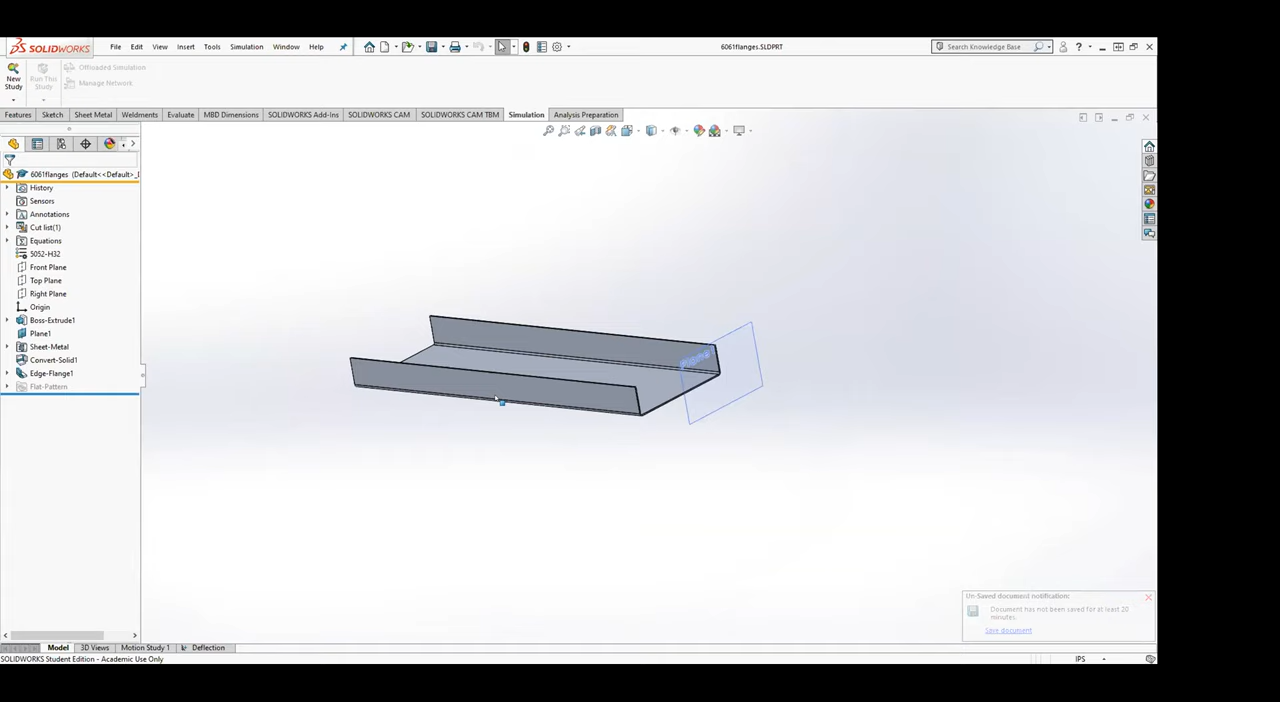 SOLIDWORKS File Edit View Insert Tools Simulation Window Help 6061flanges.SLDPRT Search Knowledge Base
New Study
Run This Study
Offloaded Simulation
Manage Network
Features Sketch Sheet Metal Weldments Evaluate MBD Dimensions SOLIDWORKS Add-Ins SOLIDWORKS CAM SOLIDWORKS CAM TBM Simulation Analysis Preparation
6061flanges (Default<<Default>_
History
Sensors
Annotations
Cut list(1)
Equations
5052-H32
Front Plane
Top Plane
Right Plane
Origin
Boss-Extrude1
Plane1
Sheet-Metal
Convert-Solid1
Edge-Flange1
Flat-Pattern
Un-Saved document notification:
Document has not been saved for at least 20
minutes.
Save document
Model 3D Views Motion Study 1 Deflection
SOLIDWORKS Student Edition - Academic Use Only IPS